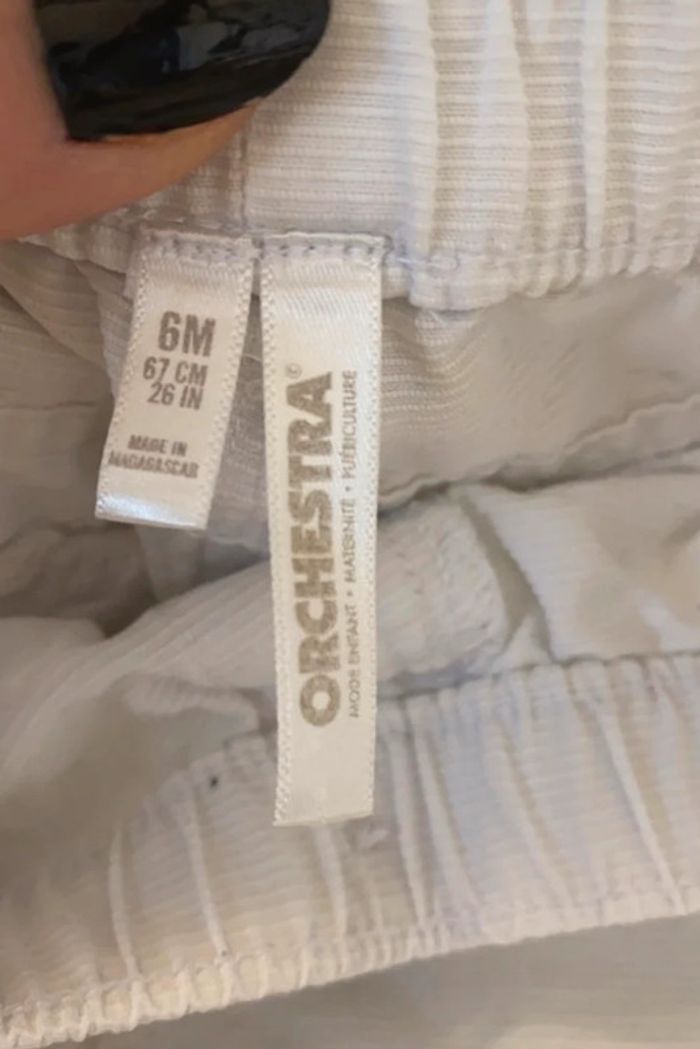 6M
67 CM
26 IN
MADE IN
MADAGASCAR
ORCHESTRA©
MODE ENFANT • MATERNITÉ • PUÉRICULTURE